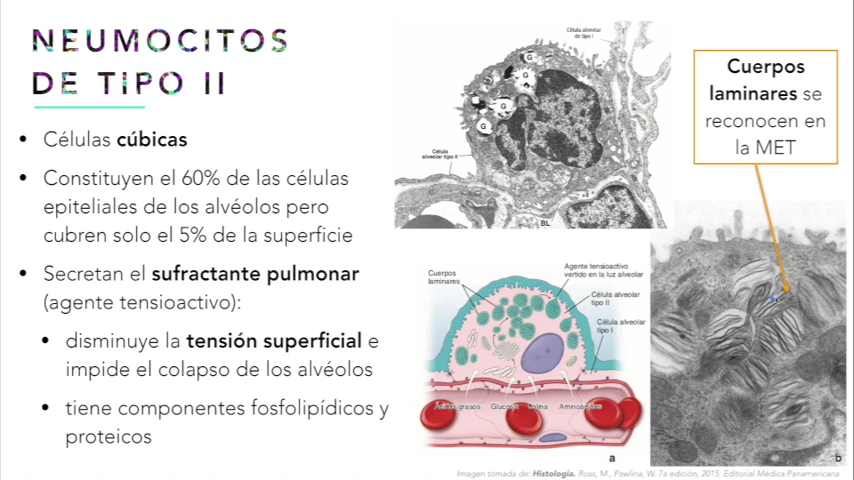 NEUMOCITOS
DE TIPO II
• Células cúbicas
• Constituyen el 60% de las células
epiteliales de los alvéolos pero
cubren solo el 5% de la superficie
• Secretan el sufractante pulmonar
(agente tensioactivo):
• disminuye la tensión superficial e
impide el colapso de los alvéolos
• tiene componentes fosfolipídicos y
proteicos
Célula alveolar
de tipo I
G
G
G
G
Célula
alveolar tipo II
BL
Cuerpos
laminares se
reconocen en
la MET
Cuerpos
laminares
Agente tensioactivo
vertido en la luz alveolar
Célula alveolar
tipo II
Célula alveolar
tipo I
Ácidos grasos Glucosa Colina Aminoácidos
a
b
Imagen tomada de: Histología. Ross, M., Pawlina, W. 7a edición, 2015, Editorial Médica Panamericana